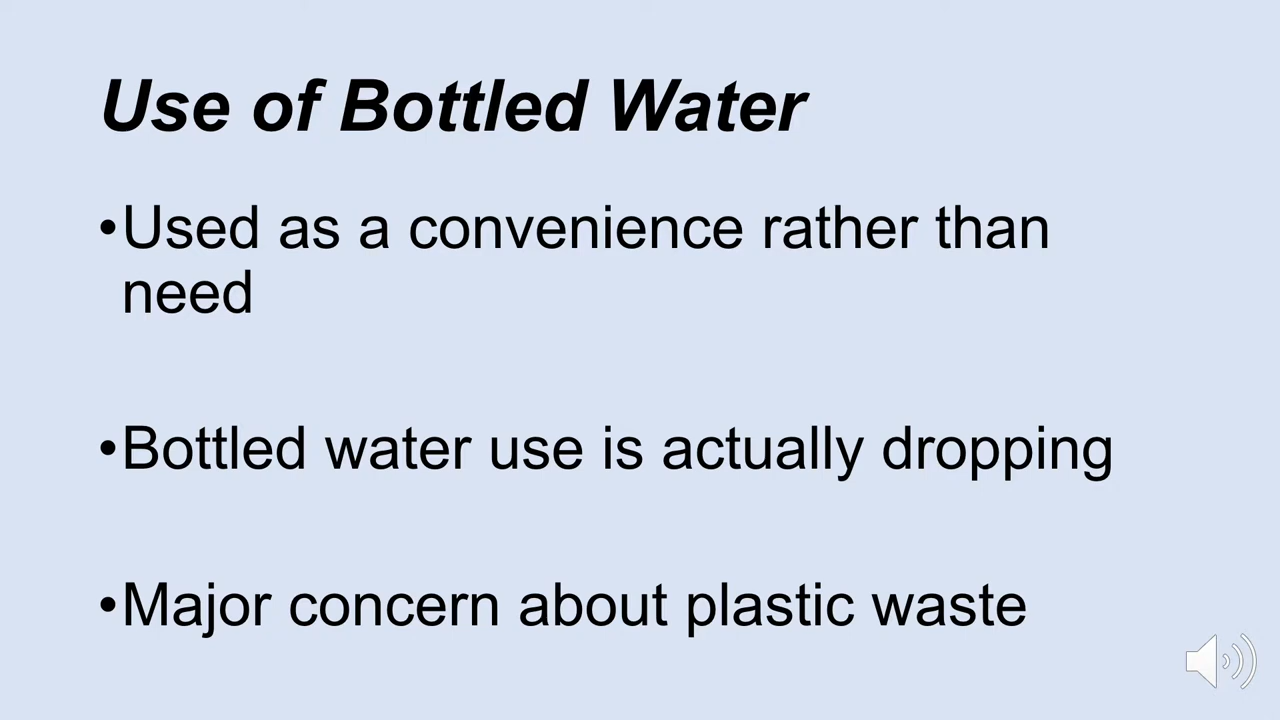 Use of Bottled Water
•Used as a convenience rather than
need
•Bottled water use is actually dropping
•Major concern about plastic waste